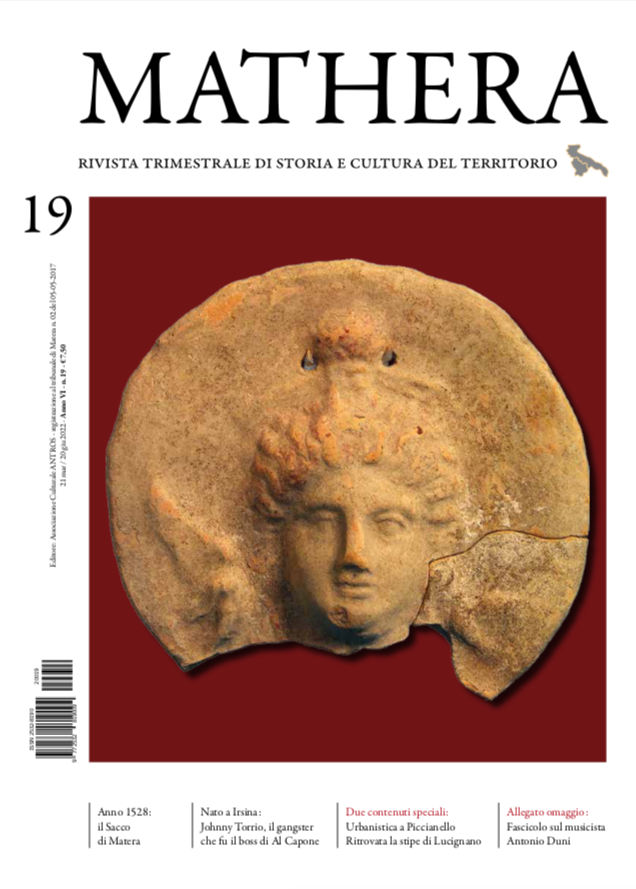 MATHERA
RIVISTA TRIMESTRALE DI STORIA E CULTURA DEL TERRITORIO
19
Editore: Associazione Culturale ANTROS - registrazione al tribunale di Matera n. 02 del 05-05-2017
21 mar / 20 giu 2022 - Anno VI - n. 19 - € 7,50
20019
Anno 1528:
il Sacco
di Matera
Nato a Irsina:
Johnny Torrio, il gangster
che fu il boss di Al Capone
Due contenuti speciali:
Urbanistica a Piccianello
Ritrovata la stipe di Lucignano
Allegato omaggio:
Fascicolo sul musicista
Antonio Duni